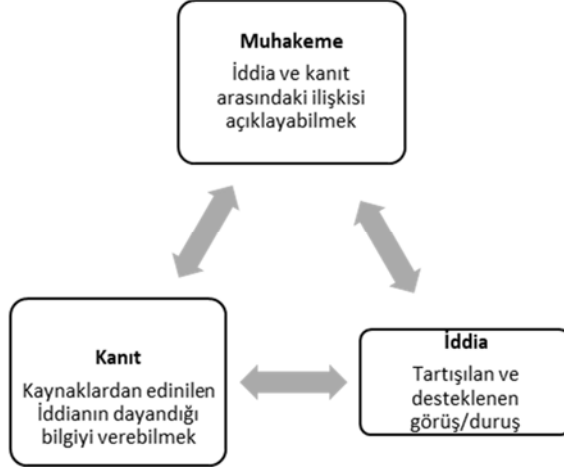 Muhakeme
İddia ve kanıt
arasındaki ilişkisi
açıklayabilmek
Kanıt
Kaynaklardan edinilen
İddianın dayandığı
bilgiyi verebilmek
İddia
Tartışılan ve
desteklenen
görüş/duruş